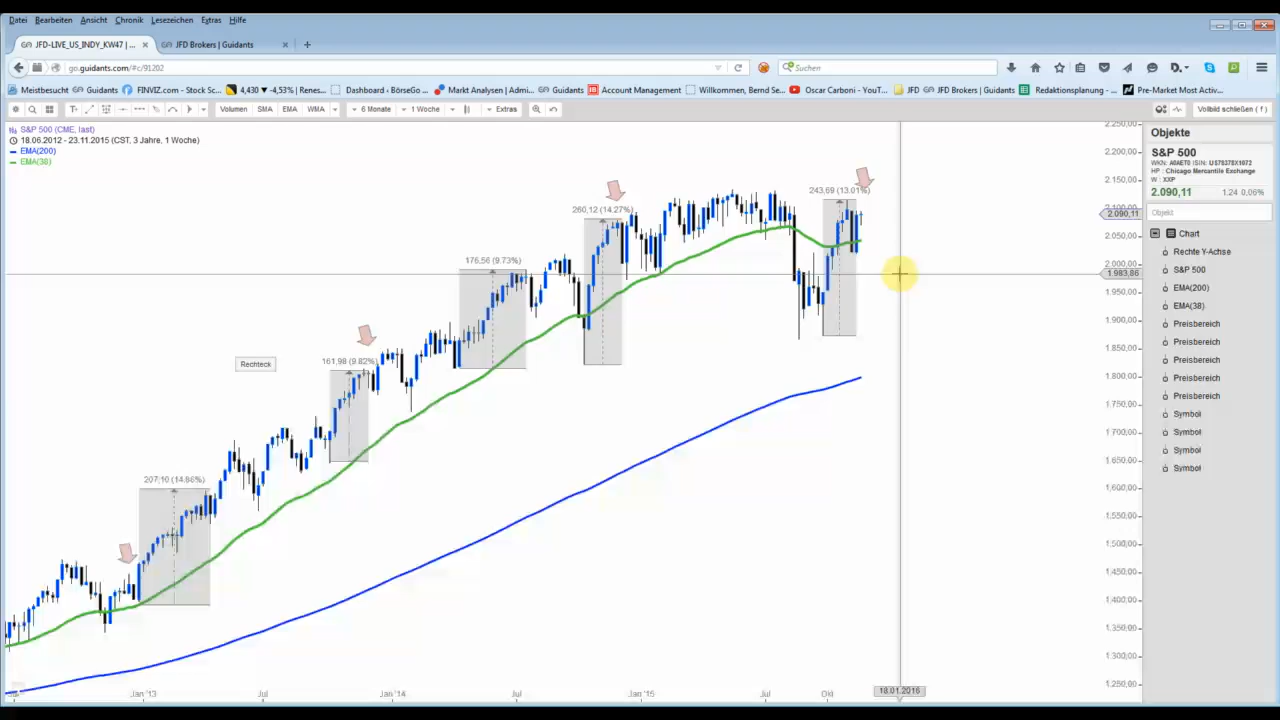 Datei Bearbeiten Ansicht Chronik Lesezeichen Extras Hilfe
JFD-LIVE_US_INDY_KW47 | ...
JFD Brokers | Guidants
go.guidants.com/#c/91202
Suchen
Meistbesucht Guidants FINVIZ.com - Stock Sc... 4,430 ▼ -4,53% | Renes... Dashboard ‹ BörseGo ... Markt Analysen | Admi... Guidants Account Management Willkommen, Bernd Se... Oscar Carboni - YouT... JFD JFD Brokers | Guidants Redaktionsplanung - ... Pre-Market Most Activ...
Volumen SMA EMA WMA 6 Monate 1 Woche Extras Vollbild schließen ( f )
S&P 500 (CME, last)
18.06.2012 - 23.11.2015 (CST, 3 Jahre, 1 Woche)
EMA(200)
EMA(38)
207,10 (14.86%)
161,98 (9.82%)
176,56 (9.73%)
260,12 (14.27%)
243,69 (13.01%)
Rechteck
2.250,00
2.200,00
2.150,00
2.100,00
2.090,11
2.050,00
2.000,00
1.983,86
1.950,00
1.900,00
1.850,00
1.800,00
1.750,00
1.700,00
1.650,00
1.600,00
1.550,00
1.500,00
1.450,00
1.400,00
1.350,00
1.300,00
1.250,00
Jan '13 Jul Jan '14 Jul Jan '15 Jul Okt 18.01.2016
Objekte
S&P 500
WKN: A0AET0 ISIN: US78378X1072
HP : Chicago Mercantile Exchange
W : XXP
2.090,11 1.24 0,06%
Objekt
Chart
Rechte Y-Achse
S&P 500
EMA(200)
EMA(38)
Preisbereich
Preisbereich
Preisbereich
Preisbereich
Preisbereich
Symbol
Symbol
Symbol
Symbol